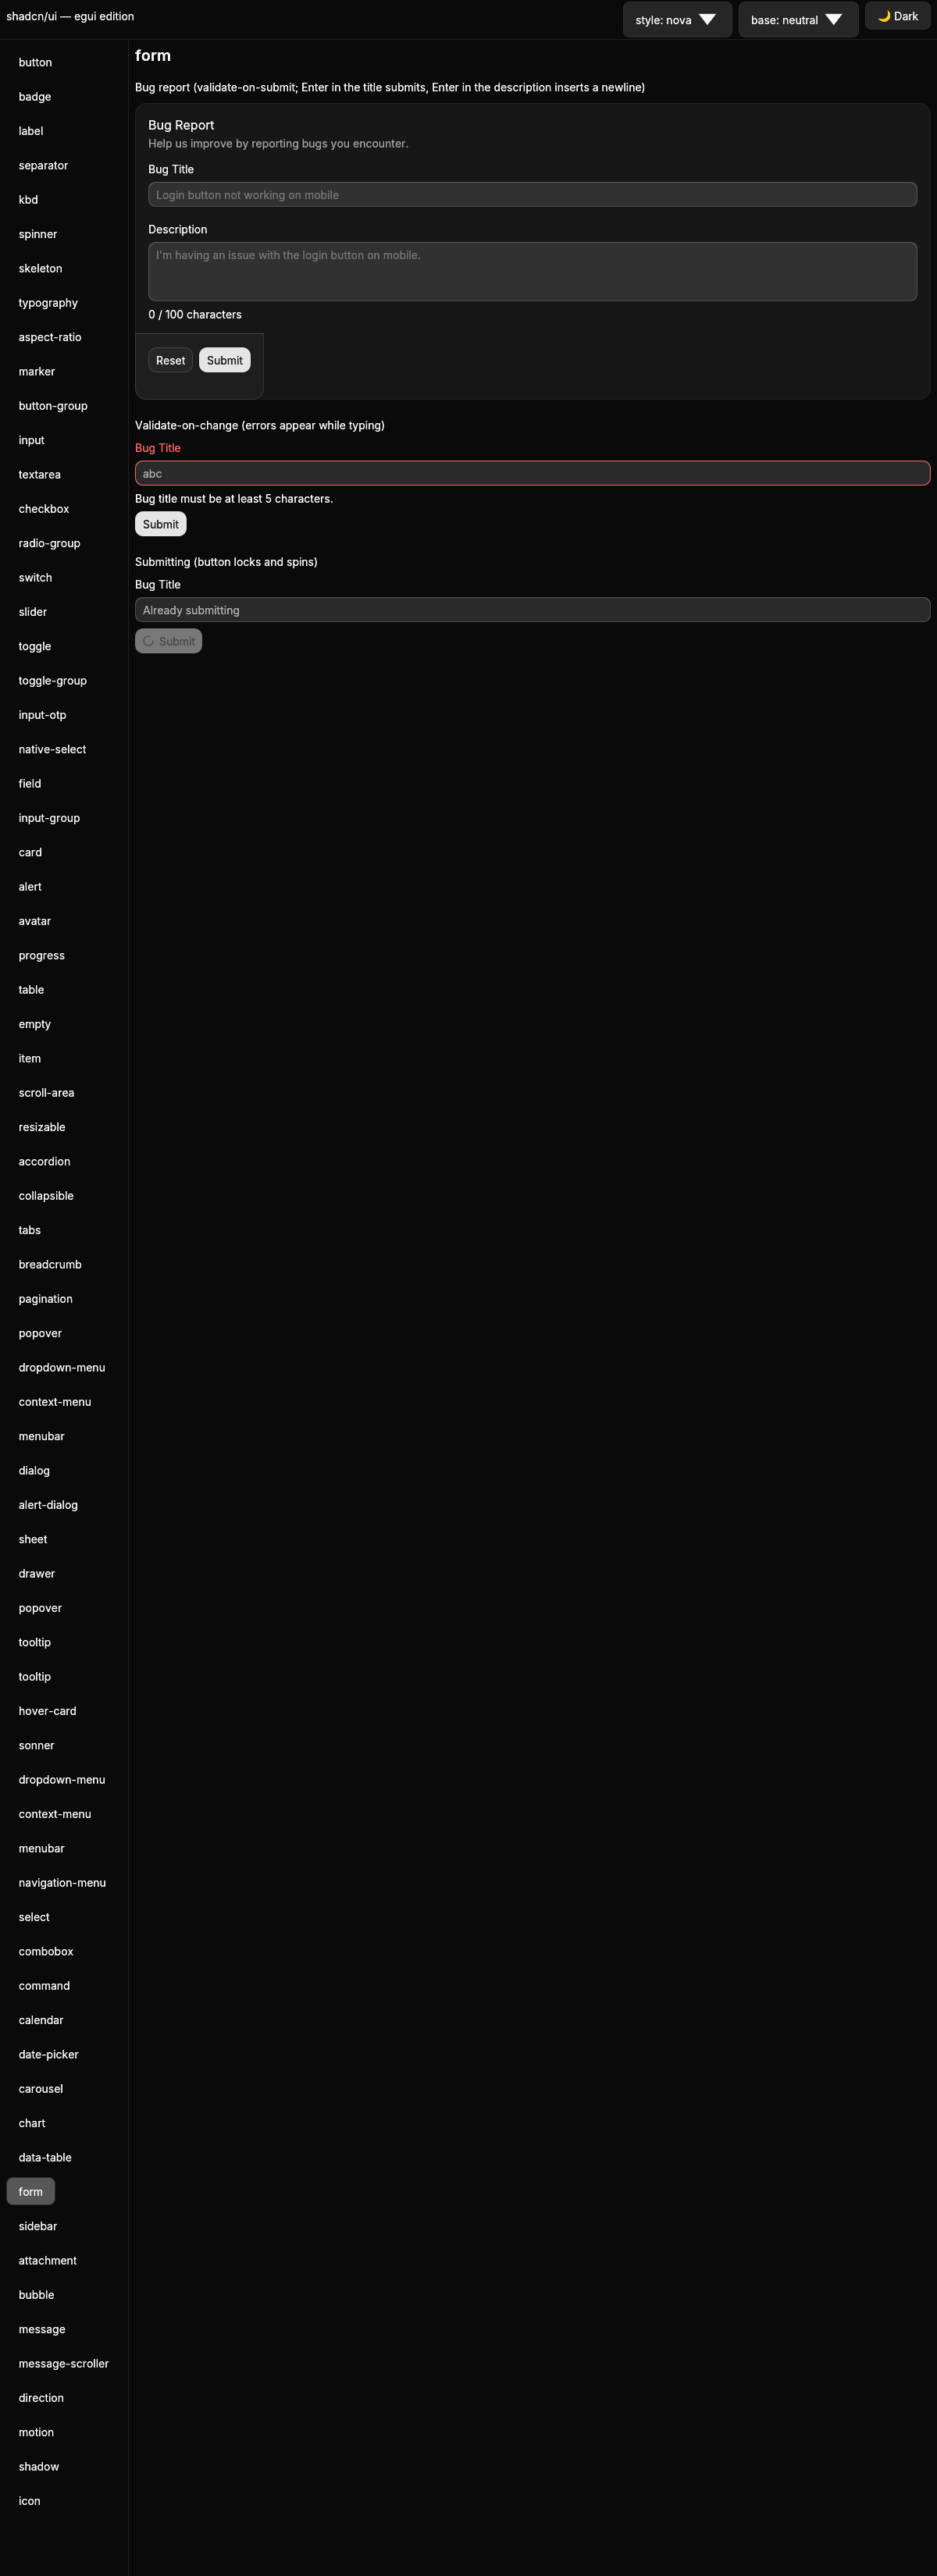 shadcn/ui — egui edition
style: nova
base: neutral
🌙 Dark
button
badge
label
separator
kbd
spinner
skeleton
typography
aspect-ratio
marker
button-group
input
textarea
checkbox
radio-group
switch
slider
toggle
toggle-group
input-otp
native-select
field
input-group
card
alert
avatar
progress
table
empty
item
scroll-area
resizable
accordion
collapsible
tabs
breadcrumb
pagination
popover
dropdown-menu
context-menu
menubar
dialog
alert-dialog
sheet
drawer
popover
tooltip
tooltip
hover-card
sonner
dropdown-menu
context-menu
menubar
navigation-menu
select
combobox
command
calendar
date-picker
carousel
chart
data-table
form
sidebar
attachment
bubble
message
message-scroller
direction
motion
shadow
icon
form
Bug report (validate-on-submit; Enter in the title submits, Enter in the description inserts a newline)
Bug Report
Help us improve by reporting bugs you encounter.
Bug Title
Login button not working on mobile
Description
I'm having an issue with the login button on mobile.
0 / 100 characters
Reset
Submit
Validate-on-change (errors appear while typing)
Bug Title
abc
Bug title must be at least 5 characters.
Submit
Submitting (button locks and spins)
Bug Title
Already submitting
Submit